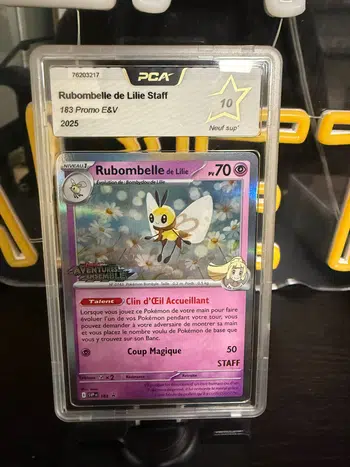 76203217
PCA
Rubombelle de Lilie Staff
183 Promo E&V
2025
10
Neuf sup+
NIVEAU 1
Rubombelle de Lilie
PV 70
Évolution de : Bombydou de Lilie
AVENTURES
ENSEMBLE
Talent Clin d'Œil Accueillant
Lorsque vous jouez ce Pokémon de votre main pour faire
évoluer l'un de vos Pokémon pendant votre tour, vous
pouvez demander à votre adversaire de montrer sa main
et vous placez le nombre voulu de Pokémon de base que
vous y trouvez sur son Banc.
Coup Magique 50
STAFF
183